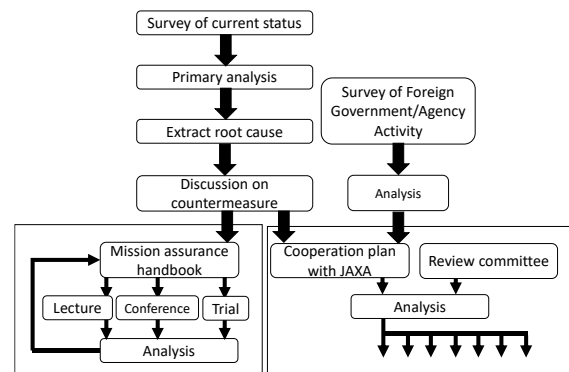 Survey of current status
Primary analysis
Extract root cause
Discussion on
countermeasure
Survey of Foreign
Government/Agency
Activity
Analysis
Mission assurance
handbook
Lecture
Conference
Trial
Analysis
Cooperation plan
with JAXA
Review committee
Analysis